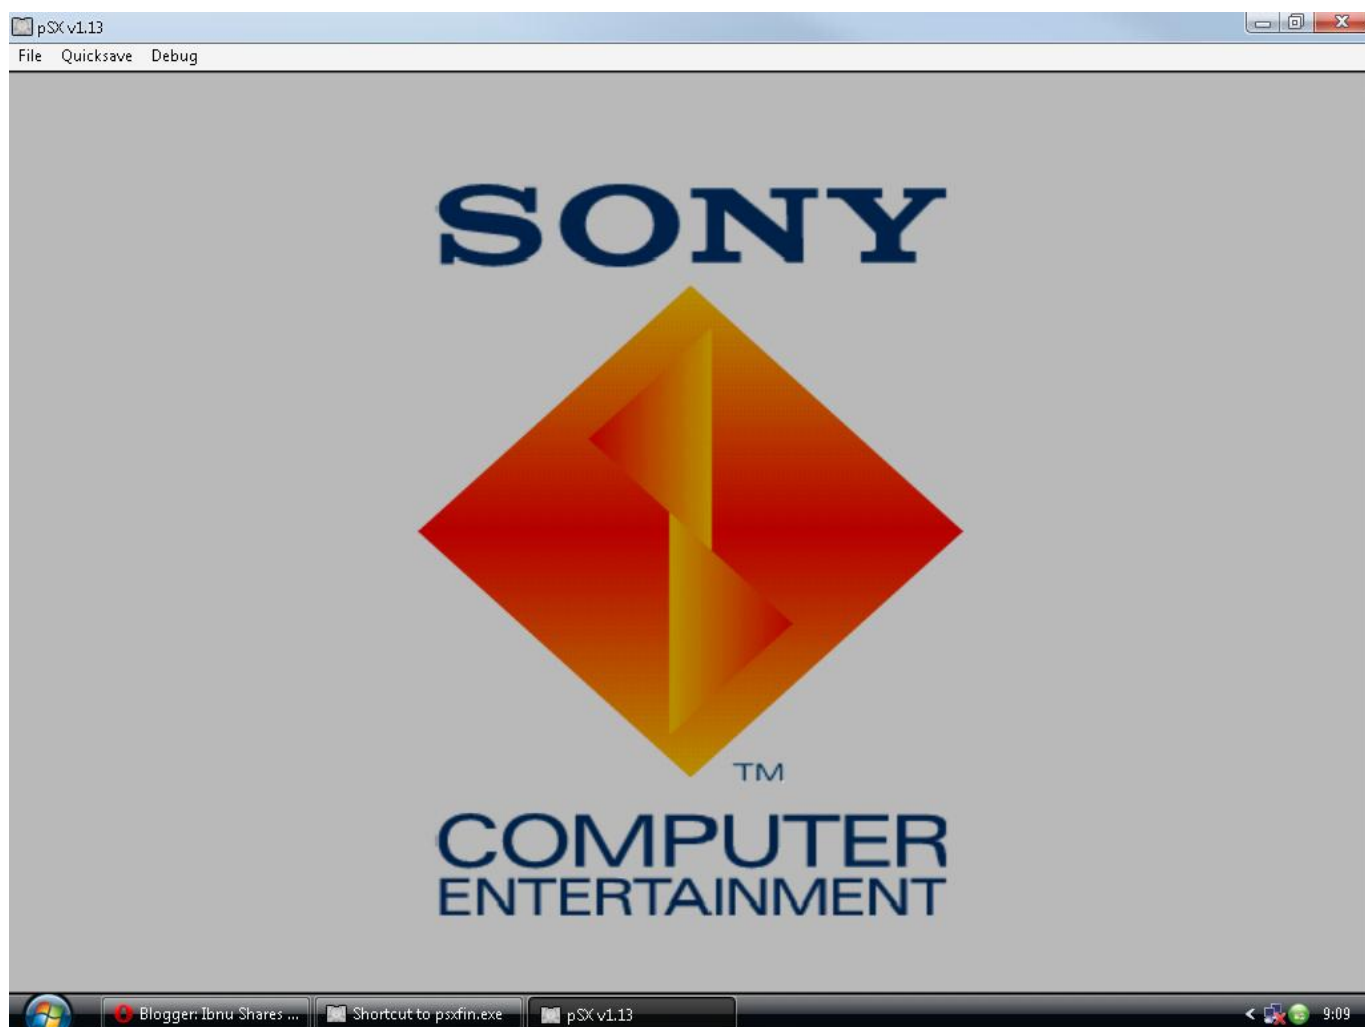 pSX v1.13
File Quicksave Debug
SONY
TM
COMPUTER
ENTERTAINMENT
Blogger: Ibnu Shares ... Shortcut to psxfin.exe pSX v1.13 < 9:09